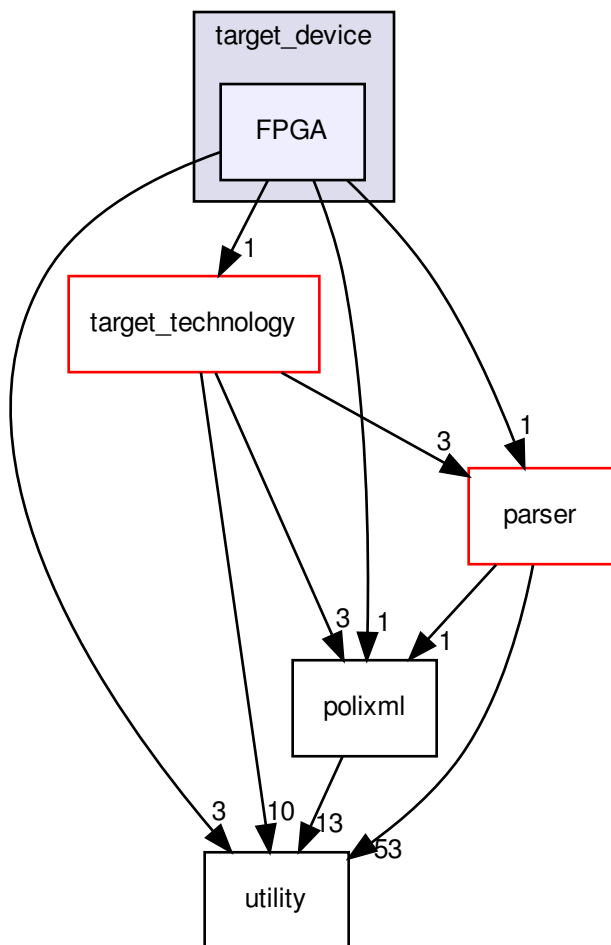 target_device
FPGA
1
target_technology
3
1
parser
3
1
1
polixml
3
10
13
53
utility